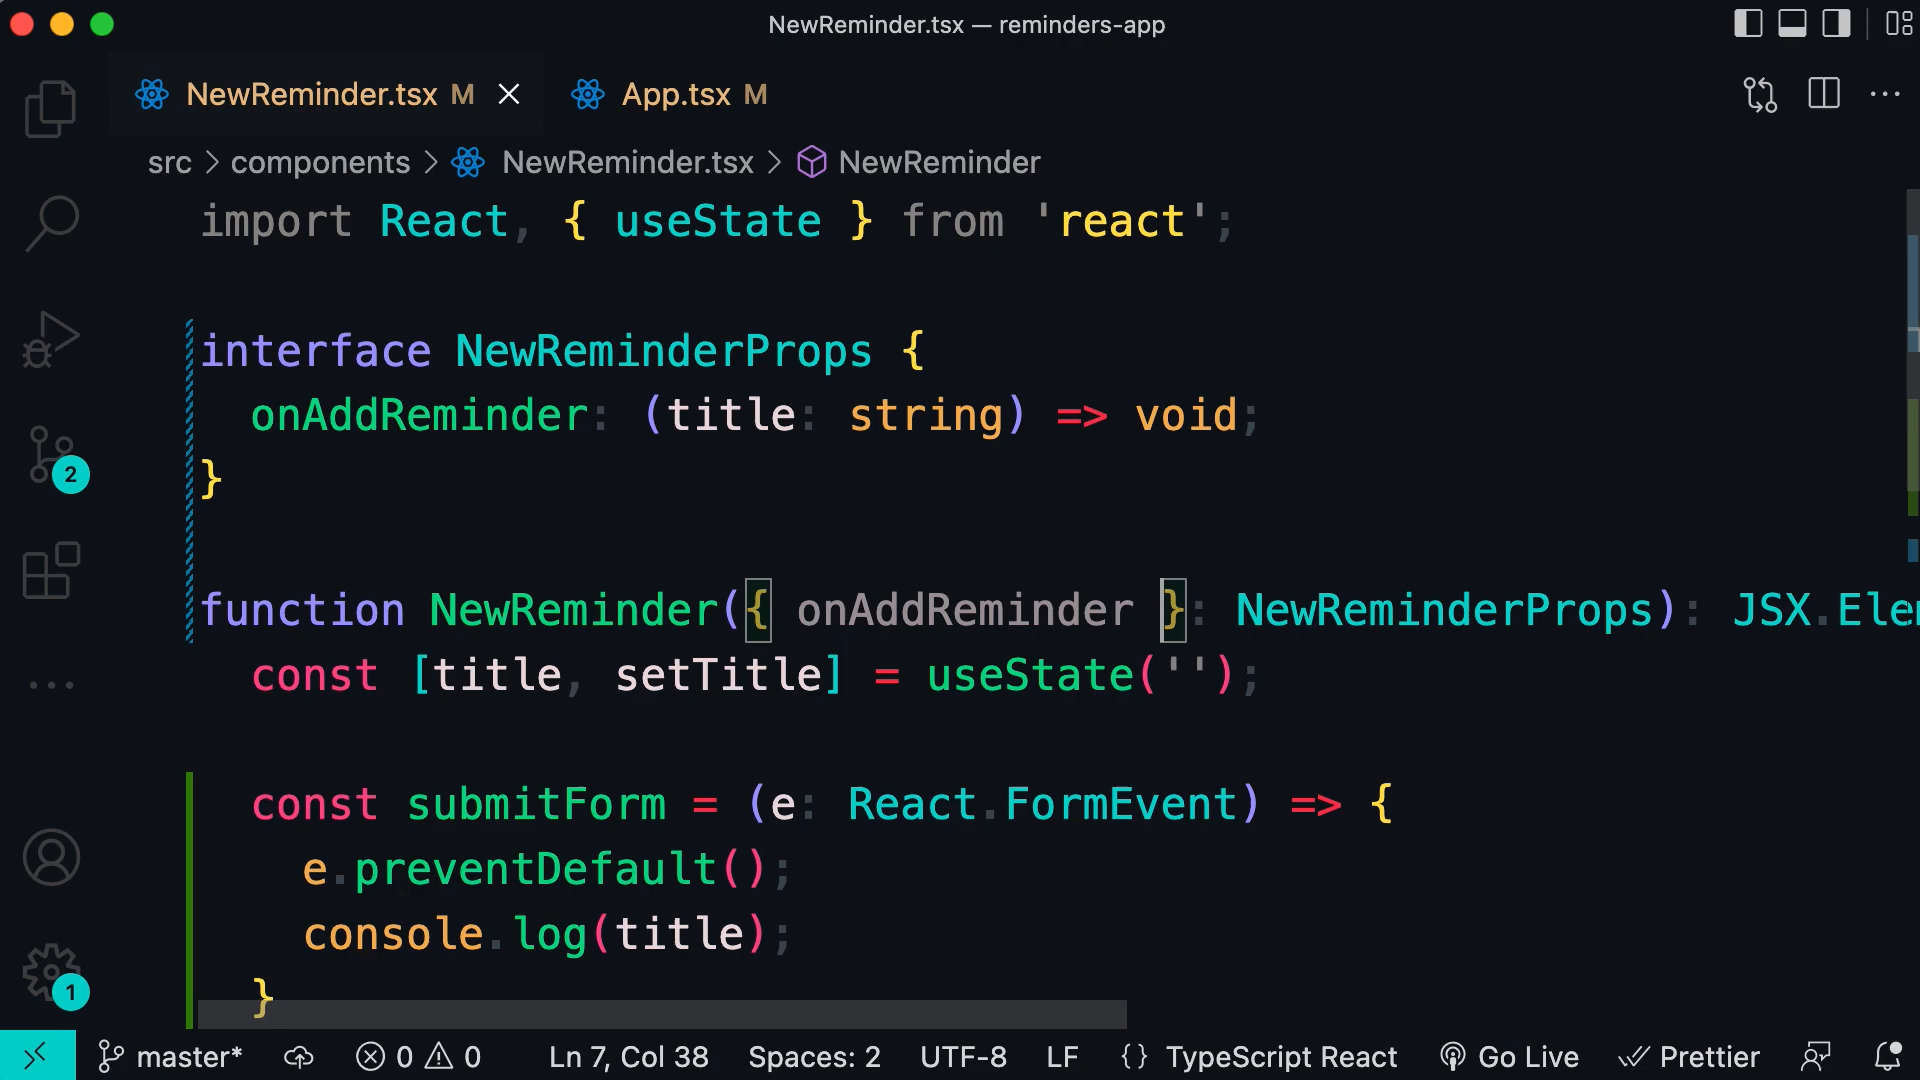 NewReminder.tsx — reminders-app
NewReminder.tsx M App.tsx M
src > components > NewReminder.tsx > NewReminder
import React, { useState } from 'react';
interface NewReminderProps {
  onAddReminder: (title: string) => void;
}
function NewReminder({ onAddReminder }: NewReminderProps): JSX.Elem
  const [title, setTitle] = useState('');
  const submitForm = (e: React.FormEvent) => {
    e.preventDefault();
    console.log(title);
  }
2
1
master* 0 0 Ln 7, Col 38 Spaces: 2 UTF-8 LF {} TypeScript React Go Live Prettier